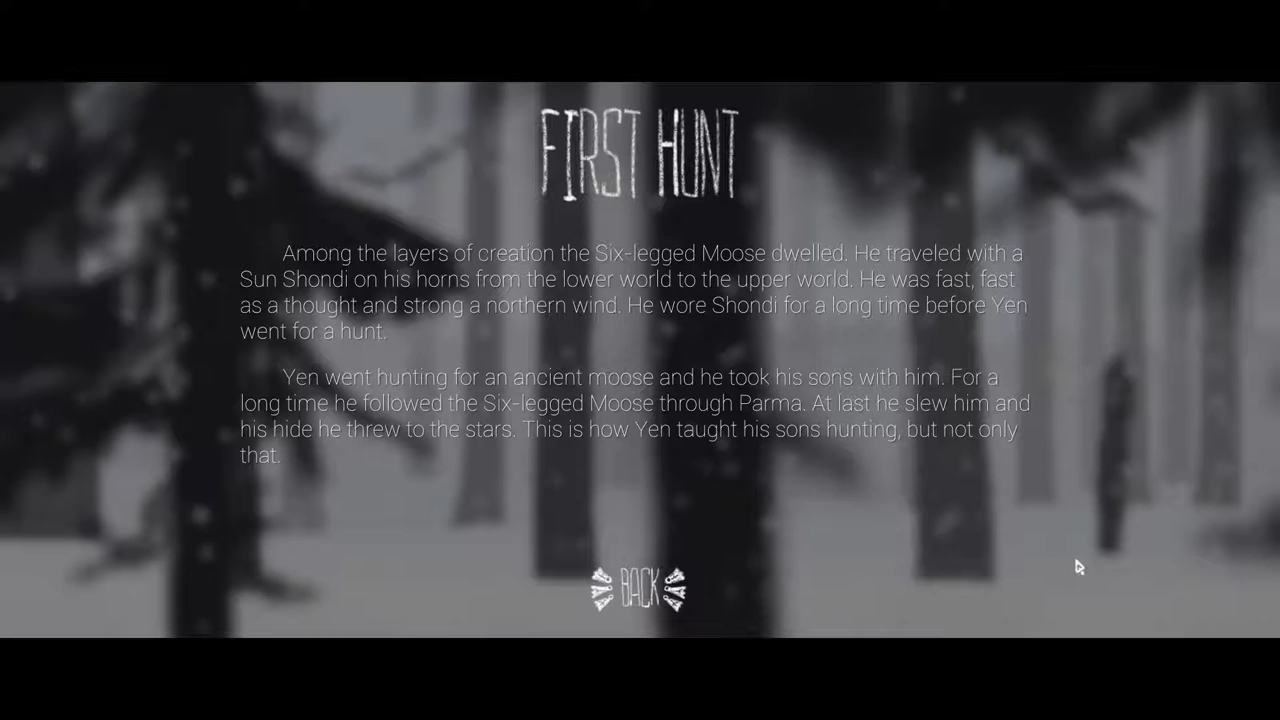 FIRST HUNT
Among the layers of creation the Six-legged Moose dwelled. He traveled with a
Sun Shondi on his horns from the lower world to the upper world. He was fast, fast
as a thought and strong a northern wind. He wore Shondi for a long time before Yen
went for a hunt.
Yen went hunting for an ancient moose and he took his sons with him. For a
long time he followed the Six-legged Moose through Parma. At last he slew him and
his hide he threw to the stars. This is how Yen taught his sons hunting, but not only
that.
BACK